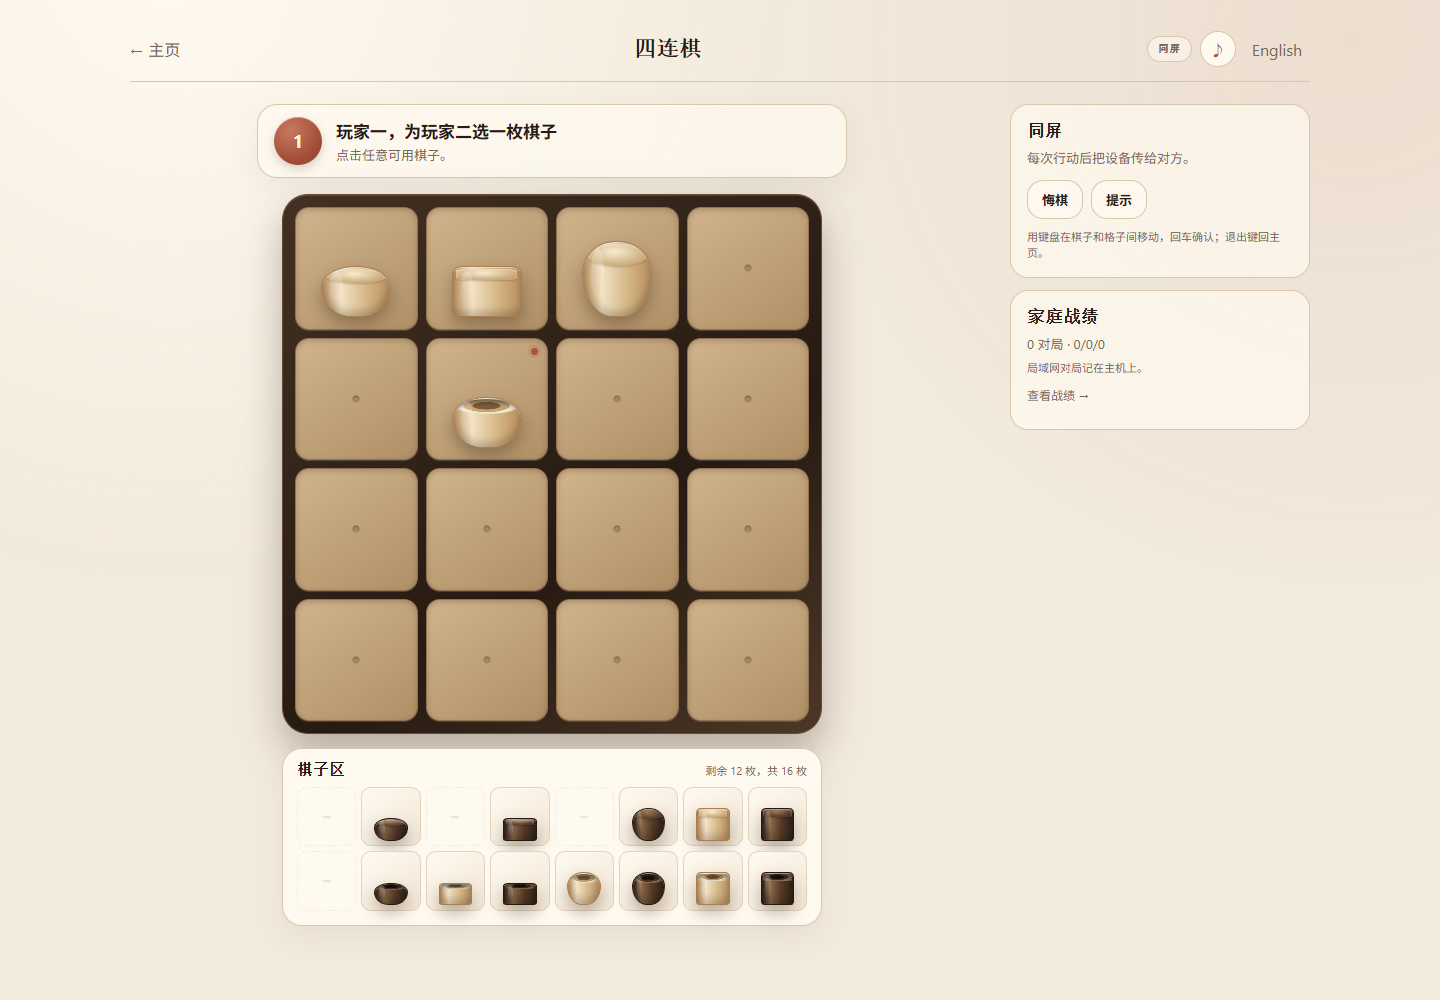 ← 主页
四连棋
同屏
English
1
玩家一，为玩家二选一枚棋子
点击任意可用棋子。
同屏
每次行动后把设备传给对方。
悔棋
提示
用键盘在棋子和格子间移动，回车确认；退出键回主
页。
家庭战绩
0 对局 · 0/0/0
局域网对局记在主机上。
查看战绩 →
棋子区
剩余 12 枚，共 16 枚